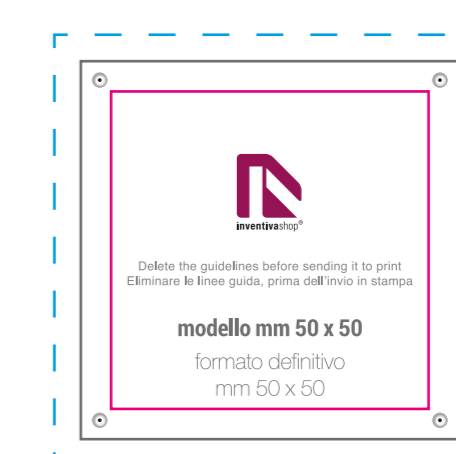 inventivashop®
Delete the guidelines before sending it to print
Eliminare le linee guida, prima dell'invio in stampa
modello mm 50 x 50
formato definitivo
mm 50 x 50